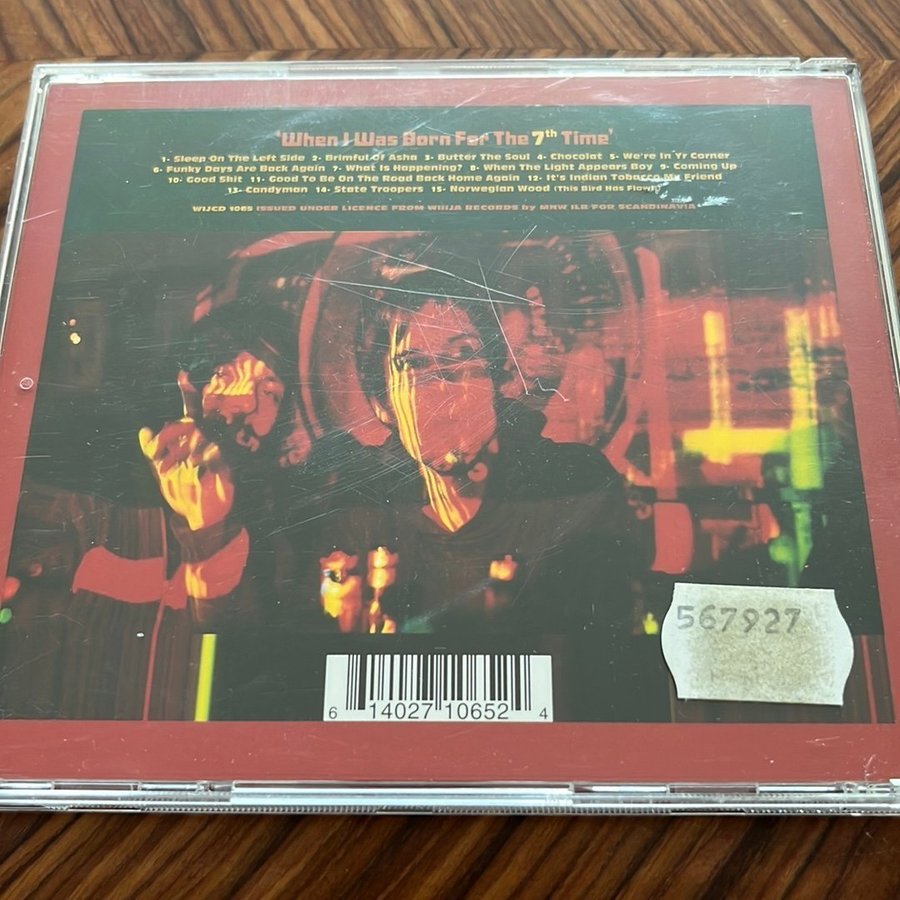 'When I Was Born For The 7th Time'
1- Sleep On The Left Side 2- Brimful Of Asha 3- Butter The Soul 4- Chocolat 5- We're In Yr Corner
6- Funky Days Are Back Again 7- What Is Happening? 8- When The Light Appears Boy 9- Coming Up
10- Good Shit 11- Good To Be On The Road Back Home Again 12- It's Indian Tobacco My Friend
13- Candyman 14- State Troopers 15- Norwegian Wood (This Bird Has Flown)
WIJCD 1065 ISSUED UNDER LICENCE FROM WIIIJA RECORDS by MNW ILR FOR SCANDINAVIA
567927
6 14027 10652 4